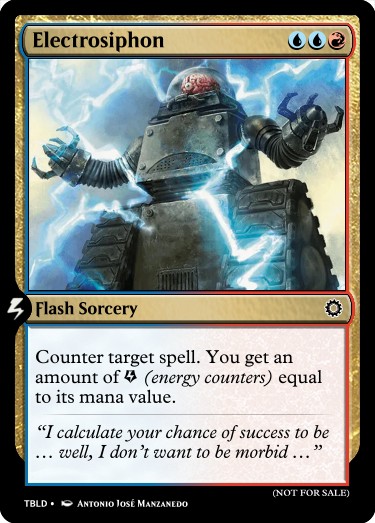 Electrosiphon
Flash Sorcery
Counter target spell. You get an
amount of (energy counters) equal
to its mana value.
“I calculate your chance of success to be
… well, I don’t want to be morbid …”
(NOT FOR SALE)
TBLD • Antonio José Manzanedo